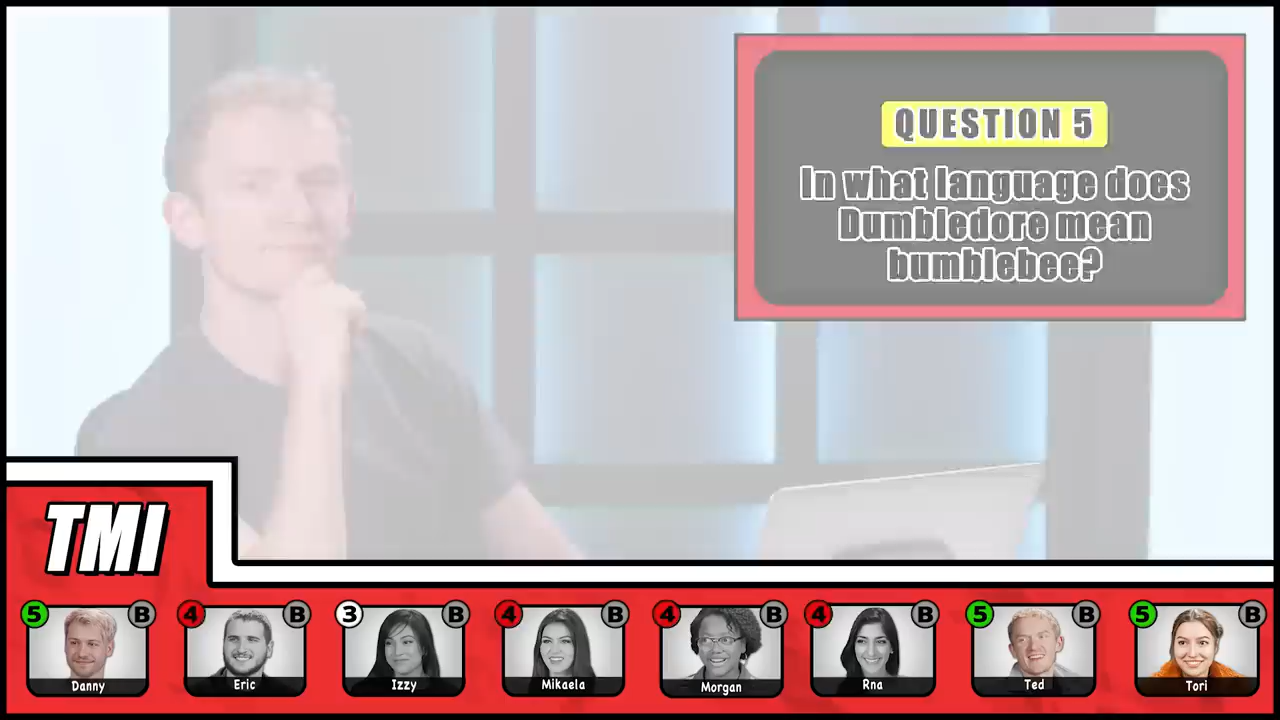 QUESTION 5
In what language does
Dumbledore mean
bumblebee?
TMI
5 B 4 B 3 B 4 B 4 B 4 B 5 B 5 B
Danny Eric Izzy Mikaela Morgan Rna Ted Tori